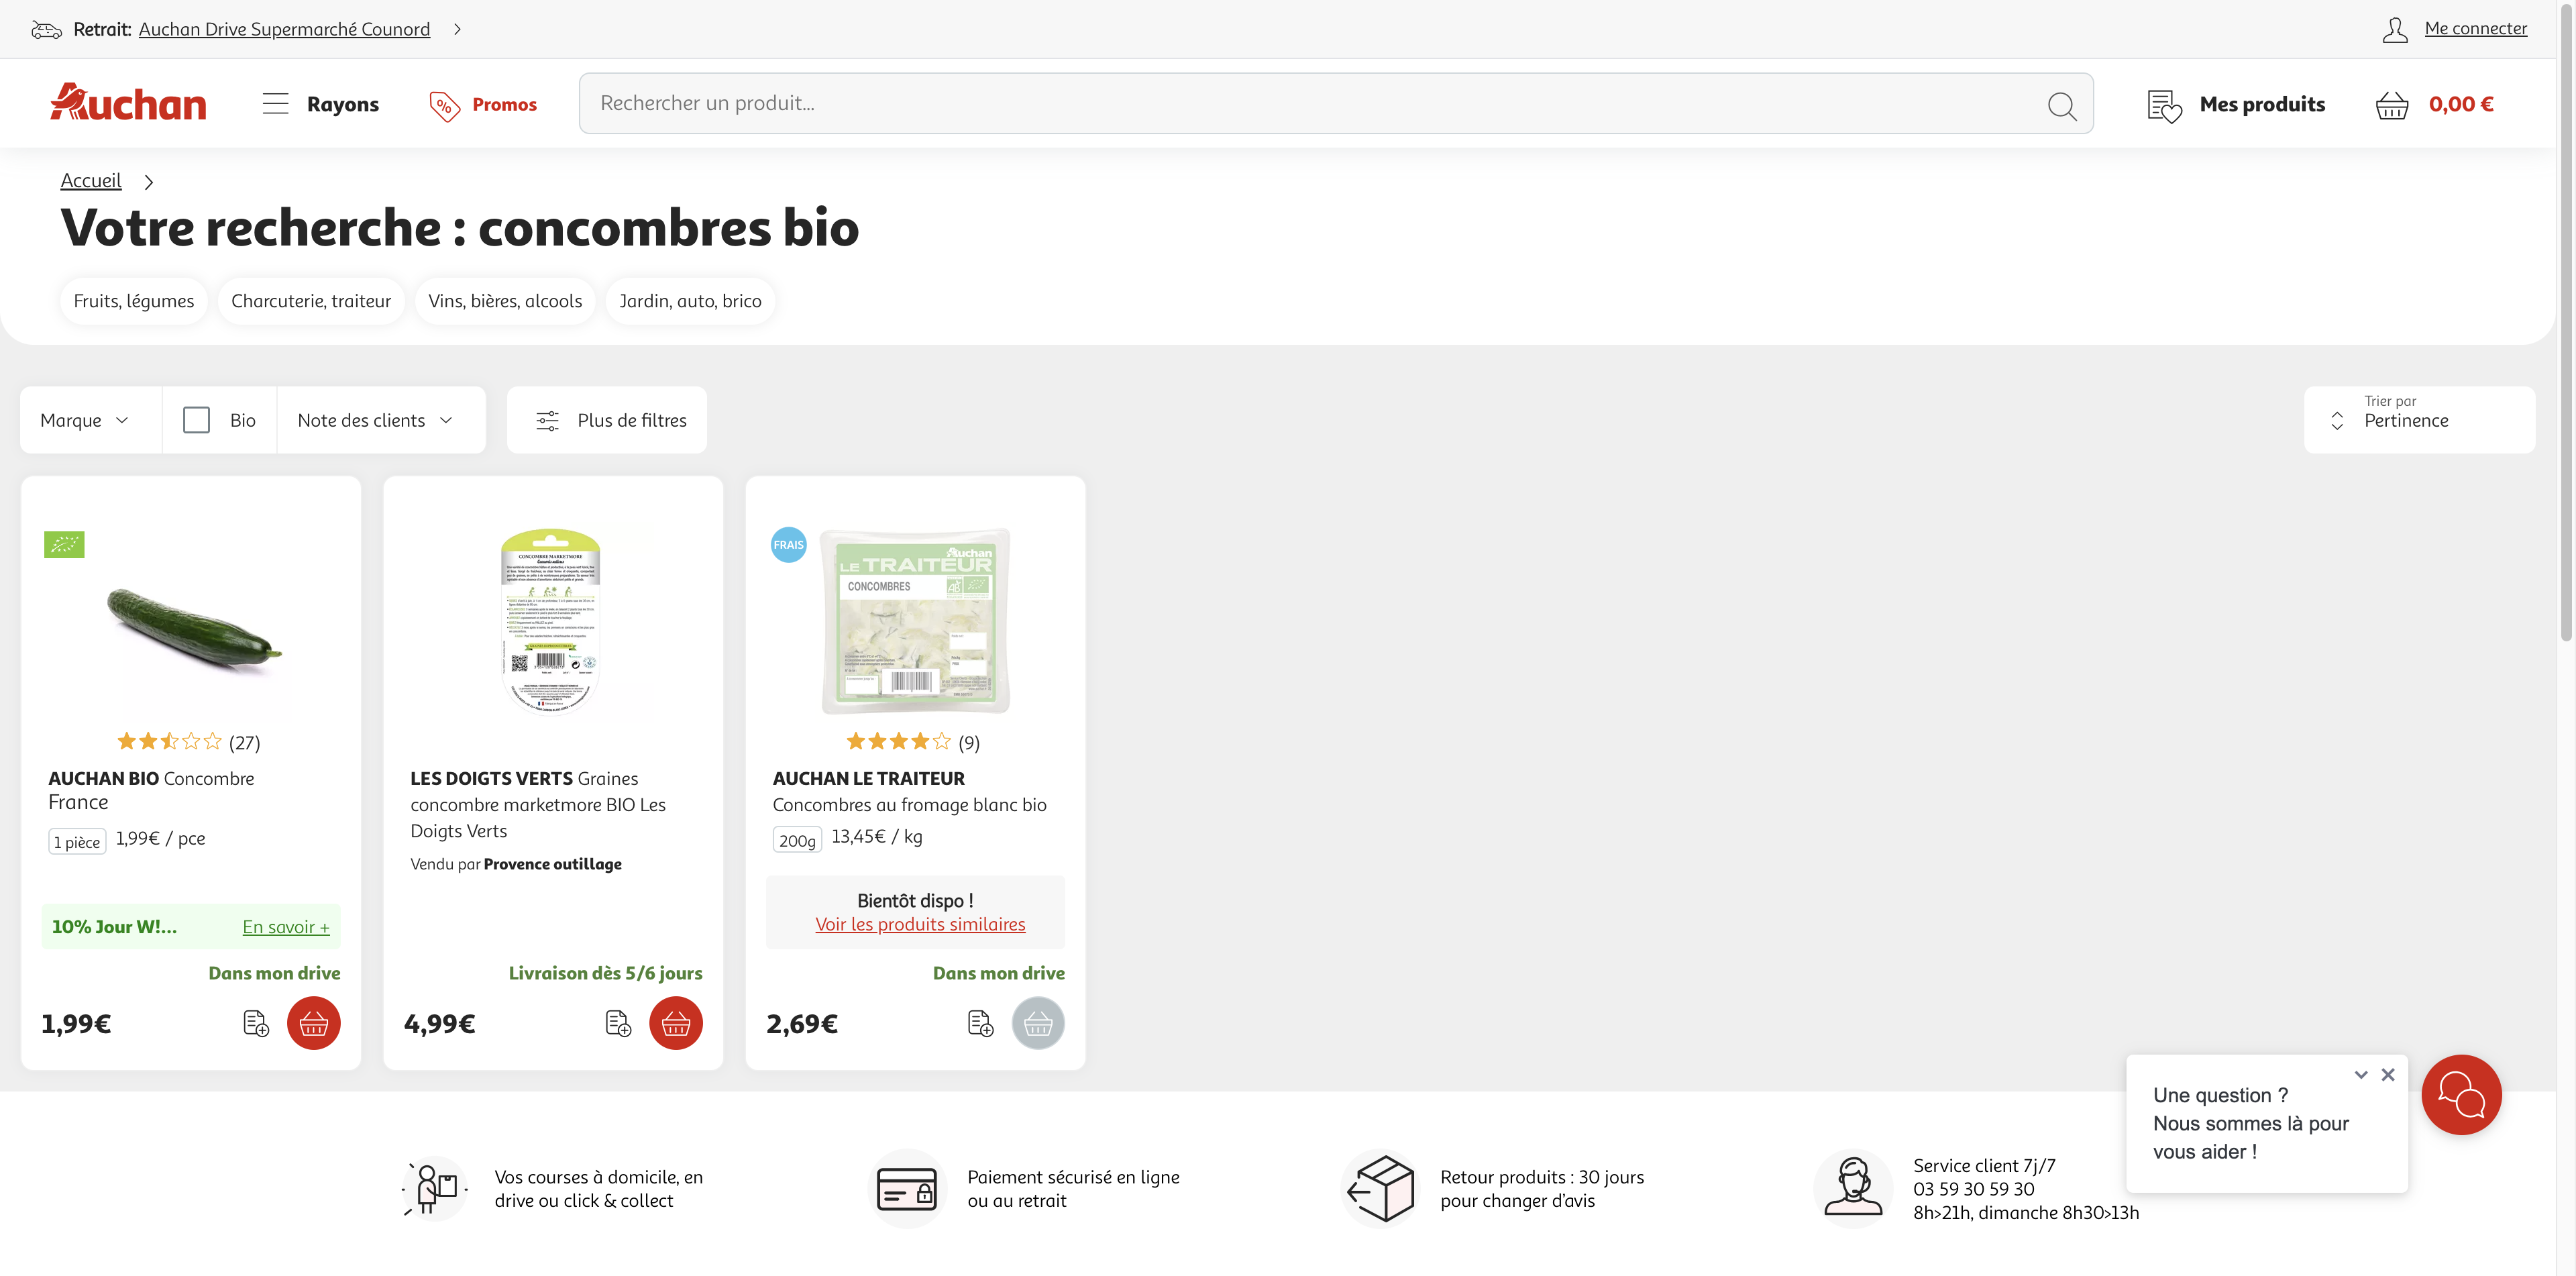 Retrait: Auchan Drive Supermarché Counord
Me connecter
Auchan
Rayons
Promos
Rechercher un produit...
Mes produits
0,00 €
Accueil
Votre recherche : concombres bio
Fruits, légumes
Charcuterie, traiteur
Vins, bières, alcools
Jardin, auto, brico
Marque
Bio
Note des clients
Plus de filtres
Trier par
Pertinence
(27)
AUCHAN BIO Concombre
France
1 pièce 1,99€ / pce
10% Jour W!... En savoir +
Dans mon drive
1,99€
CONCOMBRE MARKETMORE
LES DOIGTS VERTS Graines
concombre marketmore BIO Les
Doigts Verts
Vendu par Provence outillage
Livraison dès 5/6 jours
4,99€
FRAIS
Auchan
LE TRAITEUR
CONCOMBRES
AB
(9)
AUCHAN LE TRAITEUR
Concombres au fromage blanc bio
200g 13,45€ / kg
Bientôt dispo !
Voir les produits similaires
Dans mon drive
2,69€
Une question ?
Nous sommes là pour
vous aider !
Vos courses à domicile, en
drive ou click & collect
Paiement sécurisé en ligne
ou au retrait
Retour produits : 30 jours
pour changer d'avis
Service client 7j/7
03 59 30 59 30
8h>21h, dimanche 8h30>13h